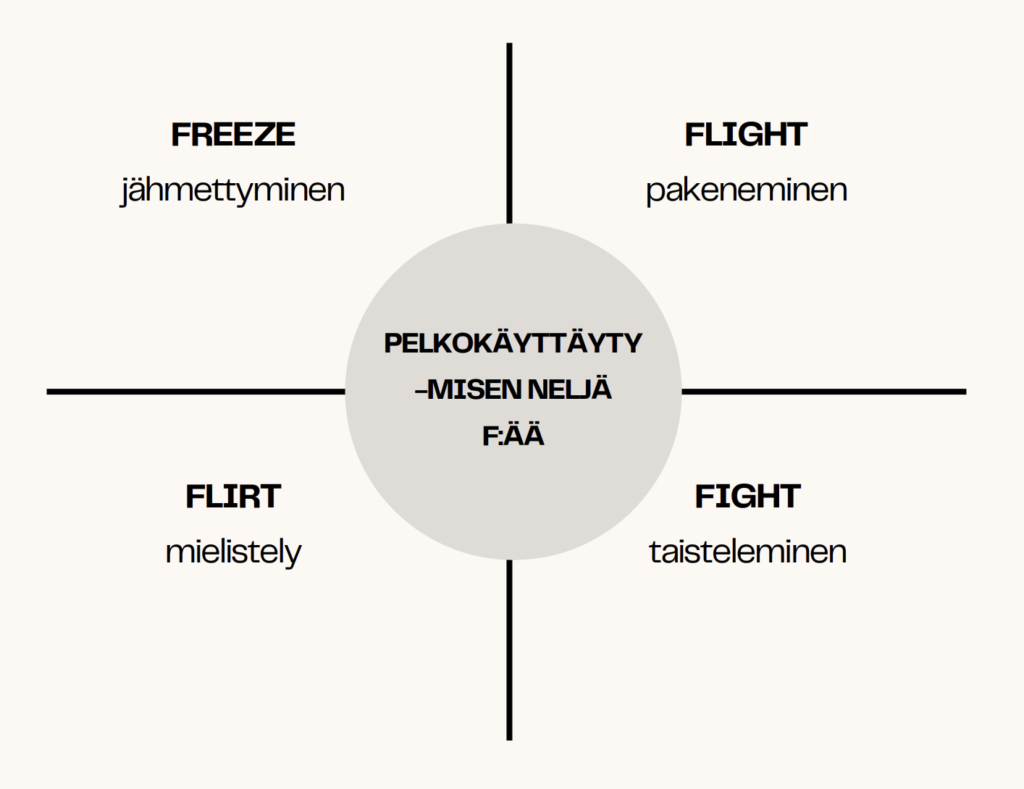 FREEZE
jähmettyminen
FLIGHT
pakeneminen
PELKOKÄYTTÄYTY
–MISEN NELJÄ
F:ÄÄ
FLIRT
mielistely
FIGHT
taisteleminen